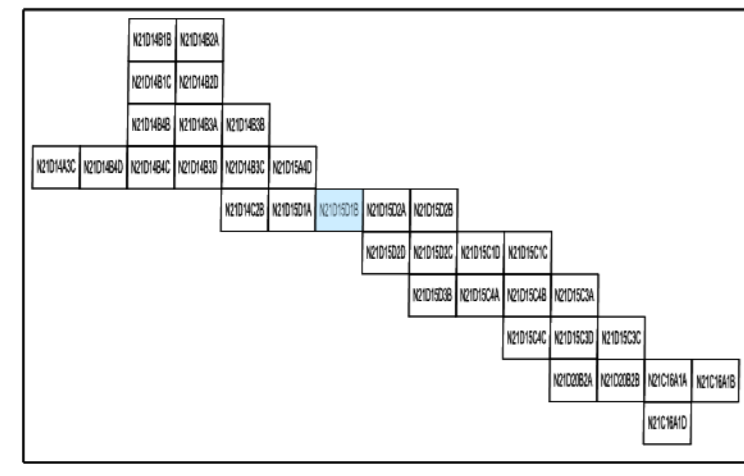 N21D14B1B N21D14B2A
N21D14B1C N21D14B2D
N21D14B4B N21D14B3A N21D14B3B
N21D14A3C N21D14B4D N21D14B4C N21D14B3D N21D14B3C N21D15A4D
N21D14C2B N21D15D1A N21D15D1B N21D15D2A N21D15D2B
N21D15D2D N21D15D2C N21D15C1D N21D15C1C
N21D15D3B N21D15C4A N21D15C4B N21D15C3A
N21D15C4C N21D15C3D N21D15C3C
N21D20B2A N21D20B2B N21C16A1A N21C16A1B
N21C16A1D